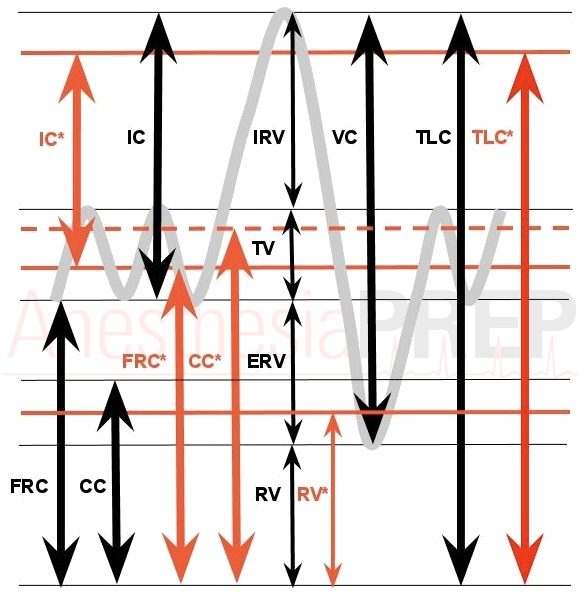 IC*
IC
IRV
VC
TLC
TLC*
TV
AnesthesiaPREP
FRC*
CC*
ERV
FRC
CC
RV
RV*